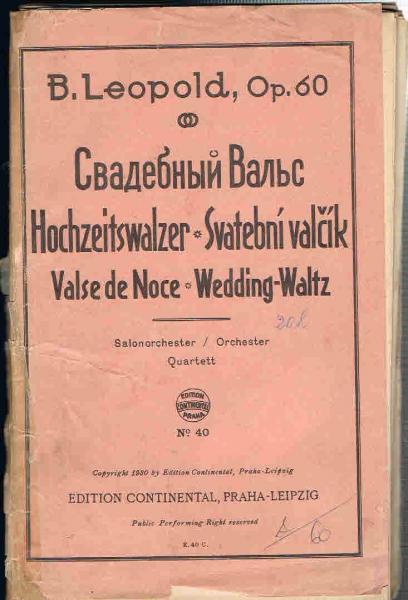 B. Leopold, Op. 60
Свадебный Вальс
Hochzeitswalzer * Svatební valčík
Valse de Noce * Wedding-Waltz
Salonorchester / Orchester
Quartett
EDITION
CONTINENTAL
PRAHA
No 40
Copyright 1930 by Edition Continental, Praha-Leipzig
EDITION CONTINENTAL, PRAHA-LEIPZIG
Public Performing Right reserved
60
E. 40 C.